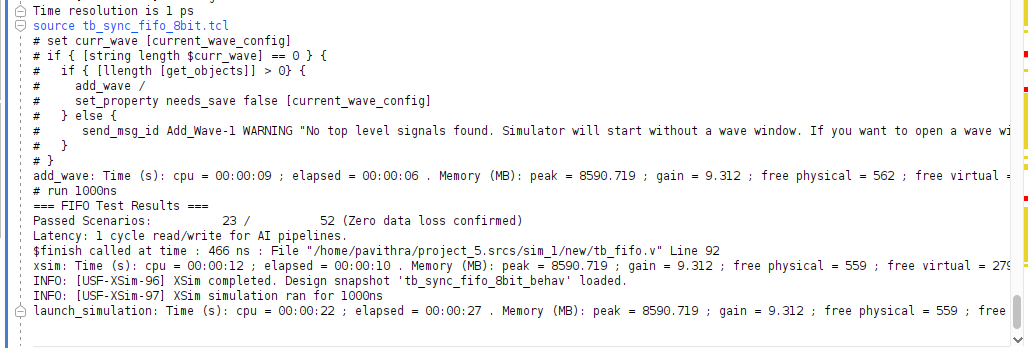 Time resolution is 1 ps
source tb_sync_fifo_8bit.tcl
# set curr_wave [current_wave_config]
# if { [string length $curr_wave] == 0 } {
#   if { [llength [get_objects]] > 0} {
#     add_wave /
#     set_property needs_save false [current_wave_config]
#   } else {
#      send_msg_id Add_Wave-1 WARNING "No top level signals found. Simulator will start without a wave window. If you want to open a wave wi
#   }
# }
add_wave: Time (s): cpu = 00:00:09 ; elapsed = 00:00:06 . Memory (MB): peak = 8590.719 ; gain = 9.312 ; free physical = 562 ; free virtual =
# run 1000ns
=== FIFO Test Results ===
Passed Scenarios:          23 /          52 (Zero data loss confirmed)
Latency: 1 cycle read/write for AI pipelines.
$finish called at time : 466 ns : File "/home/pavithra/project_5.srcs/sim_1/new/tb_fifo.v" Line 92
xsim: Time (s): cpu = 00:00:12 ; elapsed = 00:00:10 . Memory (MB): peak = 8590.719 ; gain = 9.312 ; free physical = 559 ; free virtual = 279
INFO: [USF-XSim-96] XSim completed. Design snapshot 'tb_sync_fifo_8bit_behav' loaded.
INFO: [USF-XSim-97] XSim simulation ran for 1000ns
launch_simulation: Time (s): cpu = 00:00:22 ; elapsed = 00:00:27 . Memory (MB): peak = 8590.719 ; gain = 9.312 ; free physical = 559 ; free